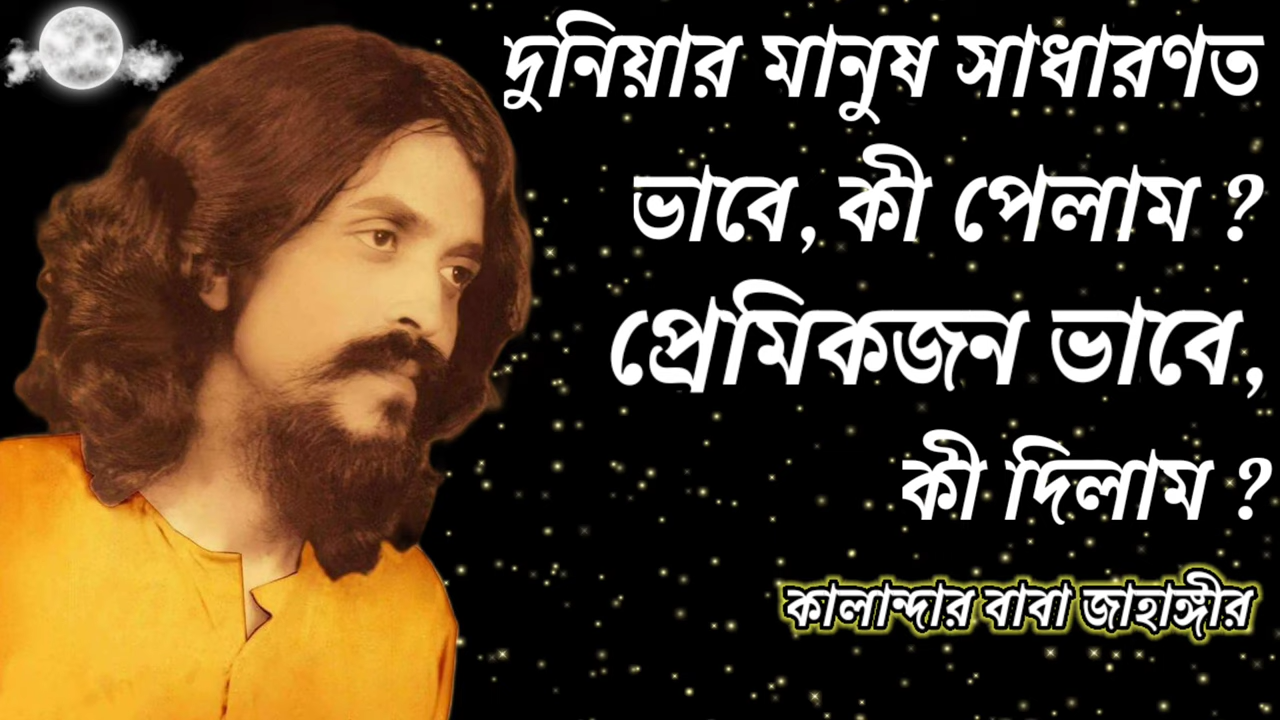 দুনিয়ার মানুষ সাধারণত
ভাবে, কী পেলাম ?
প্রেমিকজন ভাবে,
কী দিলাম ?
কালান্দার বাবা জাহাঙ্গীর